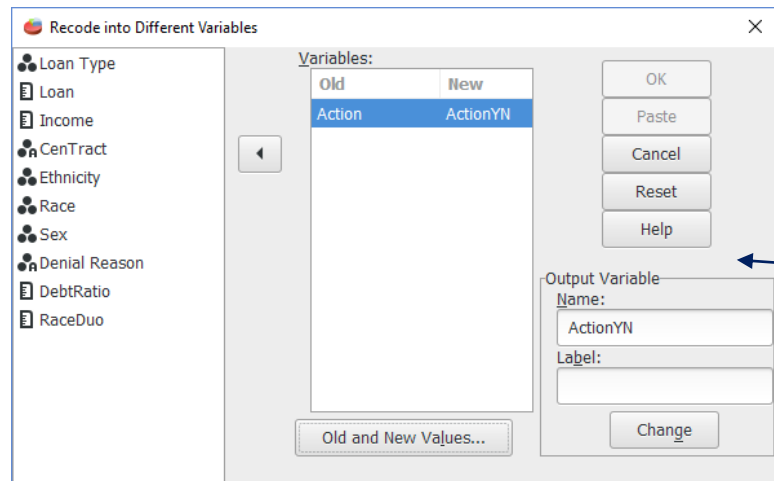 Recode into Different Variables
Loan Type
Loan
Income
CenTract
Ethnicity
Race
Sex
Denial Reason
DebtRatio
RaceDuo
Variables:
Old New
Action ActionYN
Old and New Values...
OK
Paste
Cancel
Reset
Help
Output Variable
Name:
ActionYN
Label:
Change